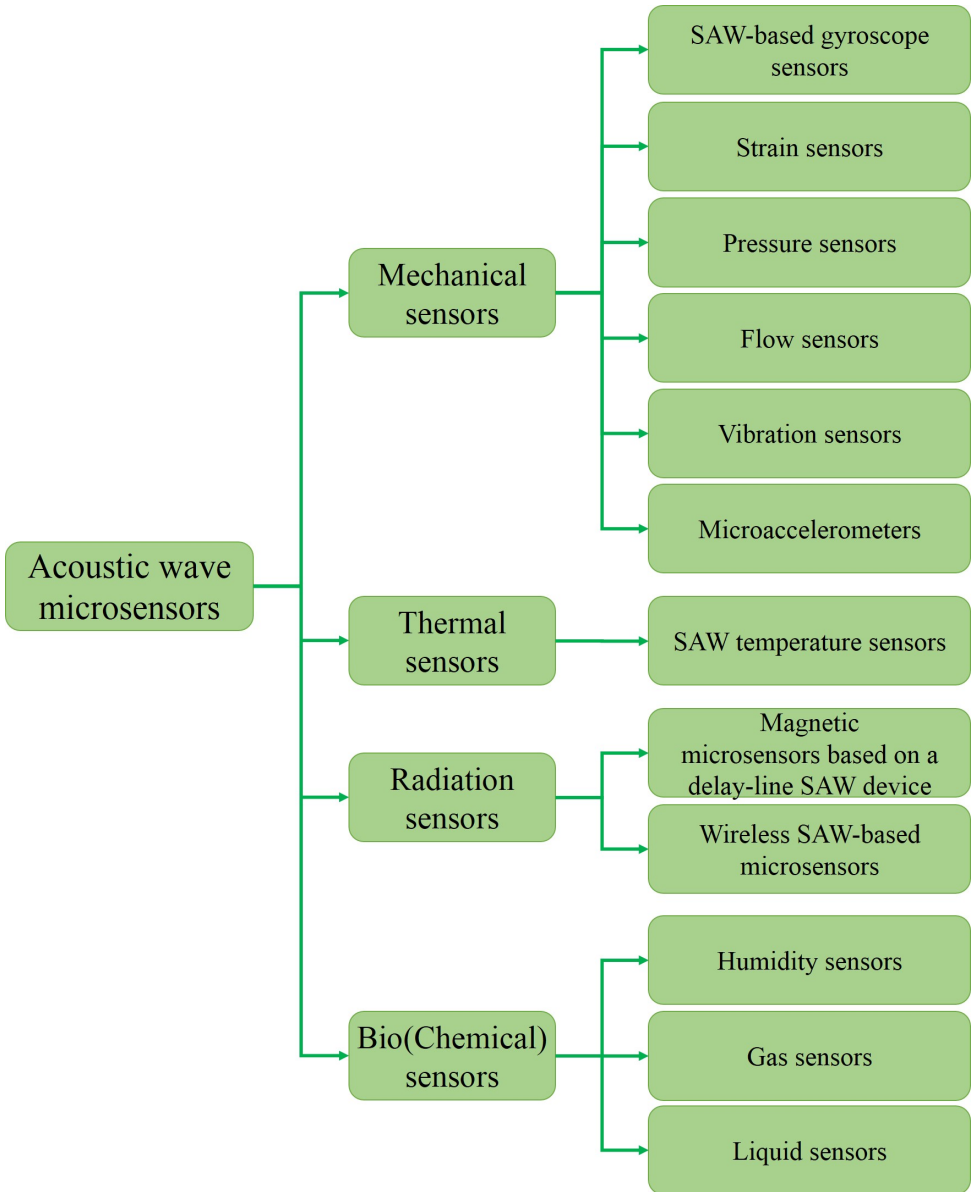 Acoustic wave
microsensors
Mechanical
sensors
SAW-based gyroscope
sensors
Strain sensors
Pressure sensors
Flow sensors
Vibration sensors
Microaccelerometers
Thermal
sensors
SAW temperature sensors
Radiation
sensors
Magnetic
microsensors based on a
delay-line SAW device
Wireless SAW-based
microsensors
Bio(Chemical)
sensors
Humidity sensors
Gas sensors
Liquid sensors